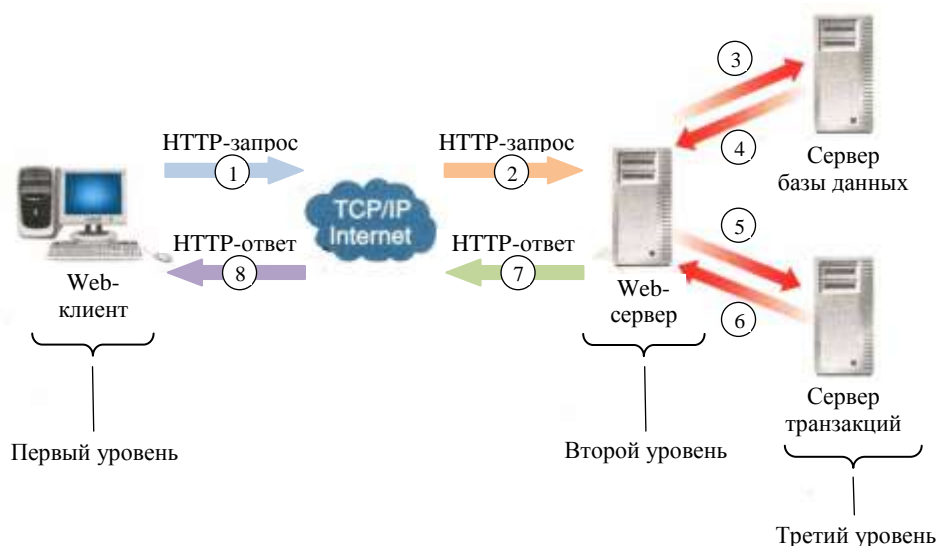 3
4
Сервер
базы данных
HTTP-запрос
1
HTTP-запрос
2
TCP/IP
Internet
HTTP-ответ
8
HTTP-ответ
7
5
6
Web-
клиент
Web-
сервер
Сервер
транзакций
Первый уровень
Второй уровень
Третий уровень